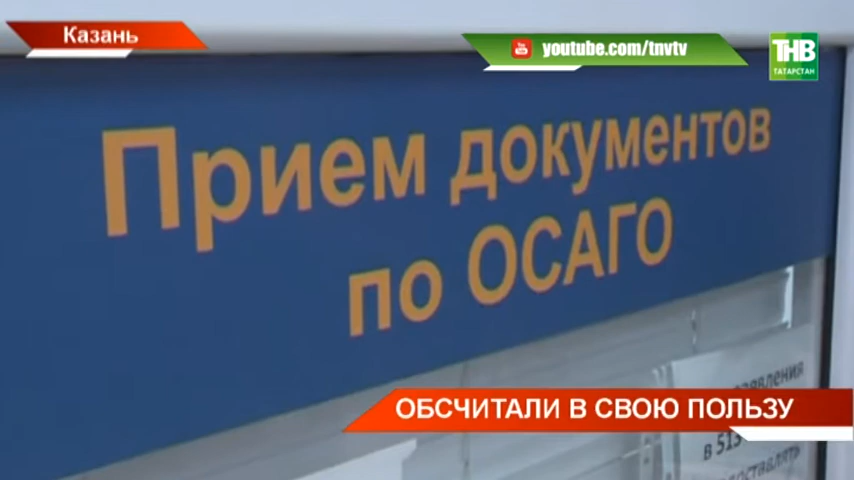 Казань
youtube.com/tnvtv
ТНВ
ТАТАРСТАН
Прием документов
по ОСАГО
ОБСЧИТАЛИ В СВОЮ ПОЛЬЗУ